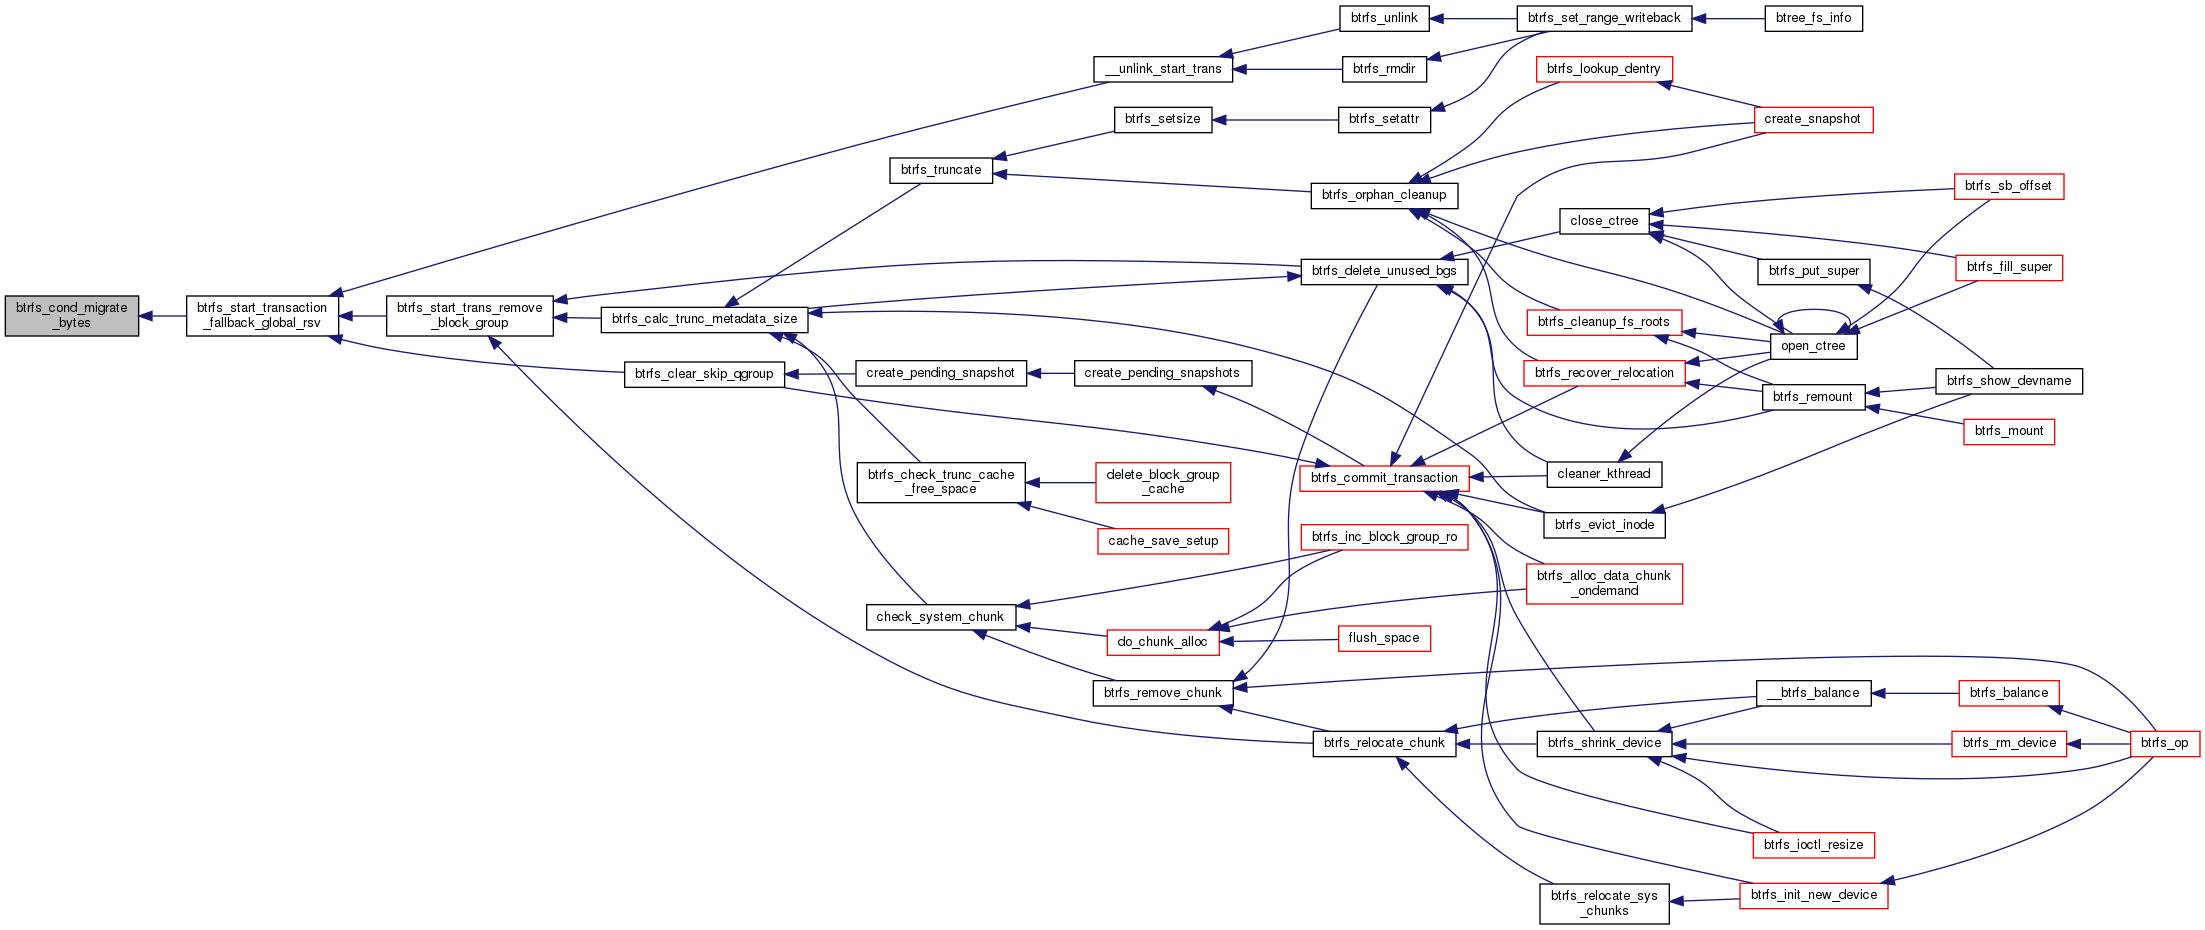 btrfs_cond_migrate
_bytes
btrfs_start_transaction
_fallback_global_rsv
btrfs_start_trans_remove
_block_group
btrfs_calc_trunc_metadata_size
btrfs_clear_skip_qgroup
btrfs_truncate
create_pending_snapshot
btrfs_check_trunc_cache
_free_space
check_system_chunk
__unlink_start_trans
btrfs_setsize
create_pending_snapshots
delete_block_group
_cache
cache_save_setup
do_chunk_alloc
btrfs_remove_chunk
btrfs_unlink
btrfs_rmdir
btrfs_setattr
btrfs_orphan_cleanup
btrfs_delete_unused_bgs
btrfs_commit_transaction
btrfs_inc_block_group_ro
flush_space
btrfs_relocate_chunk
btrfs_set_range_writeback
btrfs_lookup_dentry
close_ctree
btrfs_cleanup_fs_roots
btrfs_recover_relocation
cleaner_kthread
btrfs_evict_inode
btrfs_alloc_data_chunk
_ondemand
btrfs_shrink_device
btrfs_relocate_sys
_chunks
btree_fs_info
create_snapshot
btrfs_put_super
open_ctree
btrfs_remount
__btrfs_balance
btrfs_ioctl_resize
btrfs_init_new_device
btrfs_sb_offset
btrfs_fill_super
btrfs_show_devname
btrfs_mount
btrfs_balance
btrfs_rm_device
btrfs_op